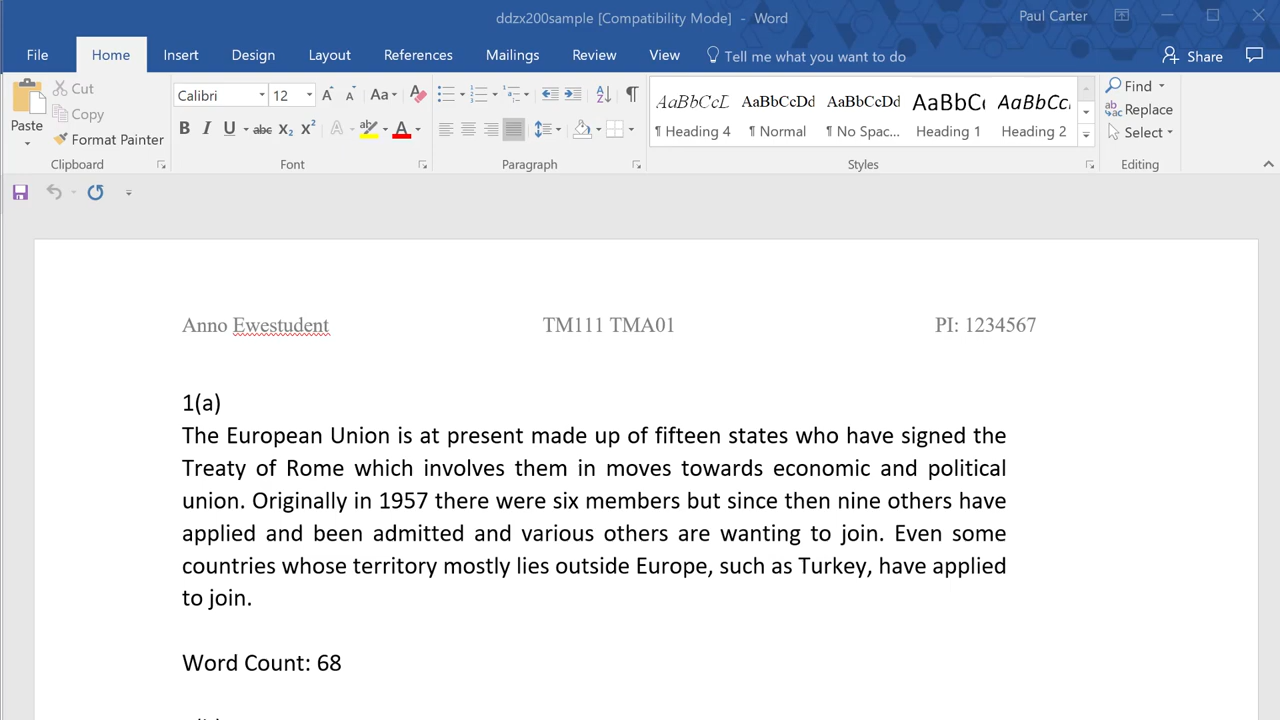 ddzx200sample [Compatibility Mode] - Word
Paul Carter
File Home Insert Design Layout References Mailings Review View Tell me what you want to do Share
Cut
Copy
Paste
Format Painter
Calibri 12
Aa
B I U abc X₂ X²
A A
AaBbCcL AaBbCcDd AaBbCcDd AaBbC AaBbCc
¶ Heading 4 ¶ Normal ¶ No Spac... Heading 1 Heading 2
Find
Replace
Select
Clipboard Font Paragraph Styles Editing
Anno Ewestudent TM111 TMA01 PI: 1234567
1(a)
The European Union is at present made up of fifteen states who have signed the
Treaty of Rome which involves them in moves towards economic and political
union. Originally in 1957 there were six members but since then nine others have
applied and been admitted and various others are wanting to join. Even some
countries whose territory mostly lies outside Europe, such as Turkey, have applied
to join.
Word Count: 68